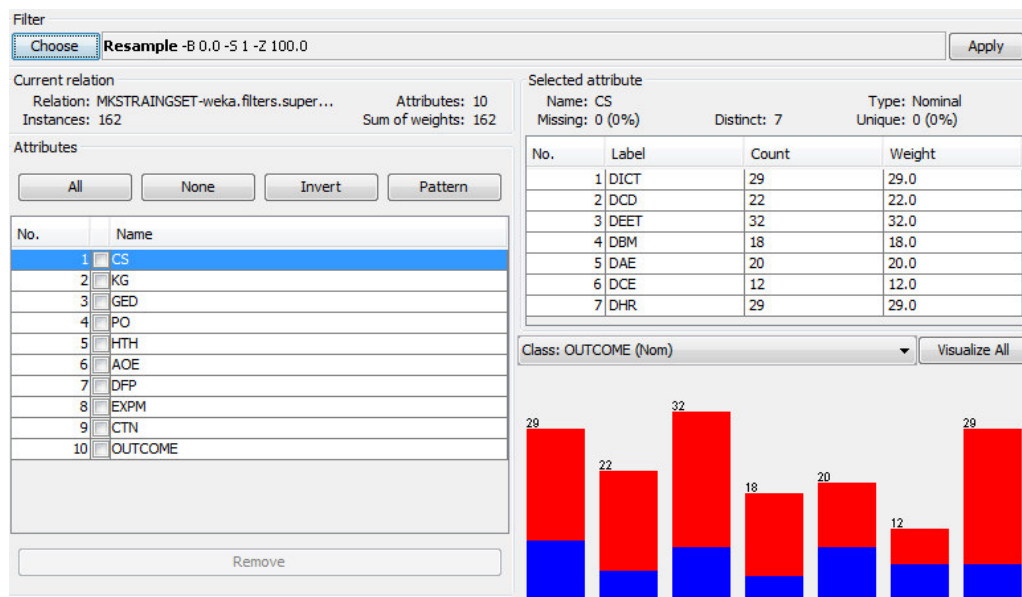 Filter
Choose Resample -B 0.0 -S 1 -Z 100.0 Apply
Current relation
Relation: MKSTRAINGSET-weka.filters.super... Attributes: 10
Instances: 162 Sum of weights: 162
Attributes
All None Invert Pattern
No. Name
1 CS
2 KG
3 GED
4 PO
5 HTH
6 AOE
7 DFP
8 EXPM
9 CTN
10 OUTCOME
Remove
Selected attribute
Name: CS Type: Nominal
Missing: 0 (0%) Distinct: 7 Unique: 0 (0%)
No. Label Count Weight
1 DICT 29 29.0
2 DCD 22 22.0
3 DEET 32 32.0
4 DBM 18 18.0
5 DAE 20 20.0
6 DCE 12 12.0
7 DHR 29 29.0
Class: OUTCOME (Nom) Visualize All
29 22 32 18 20 12 29